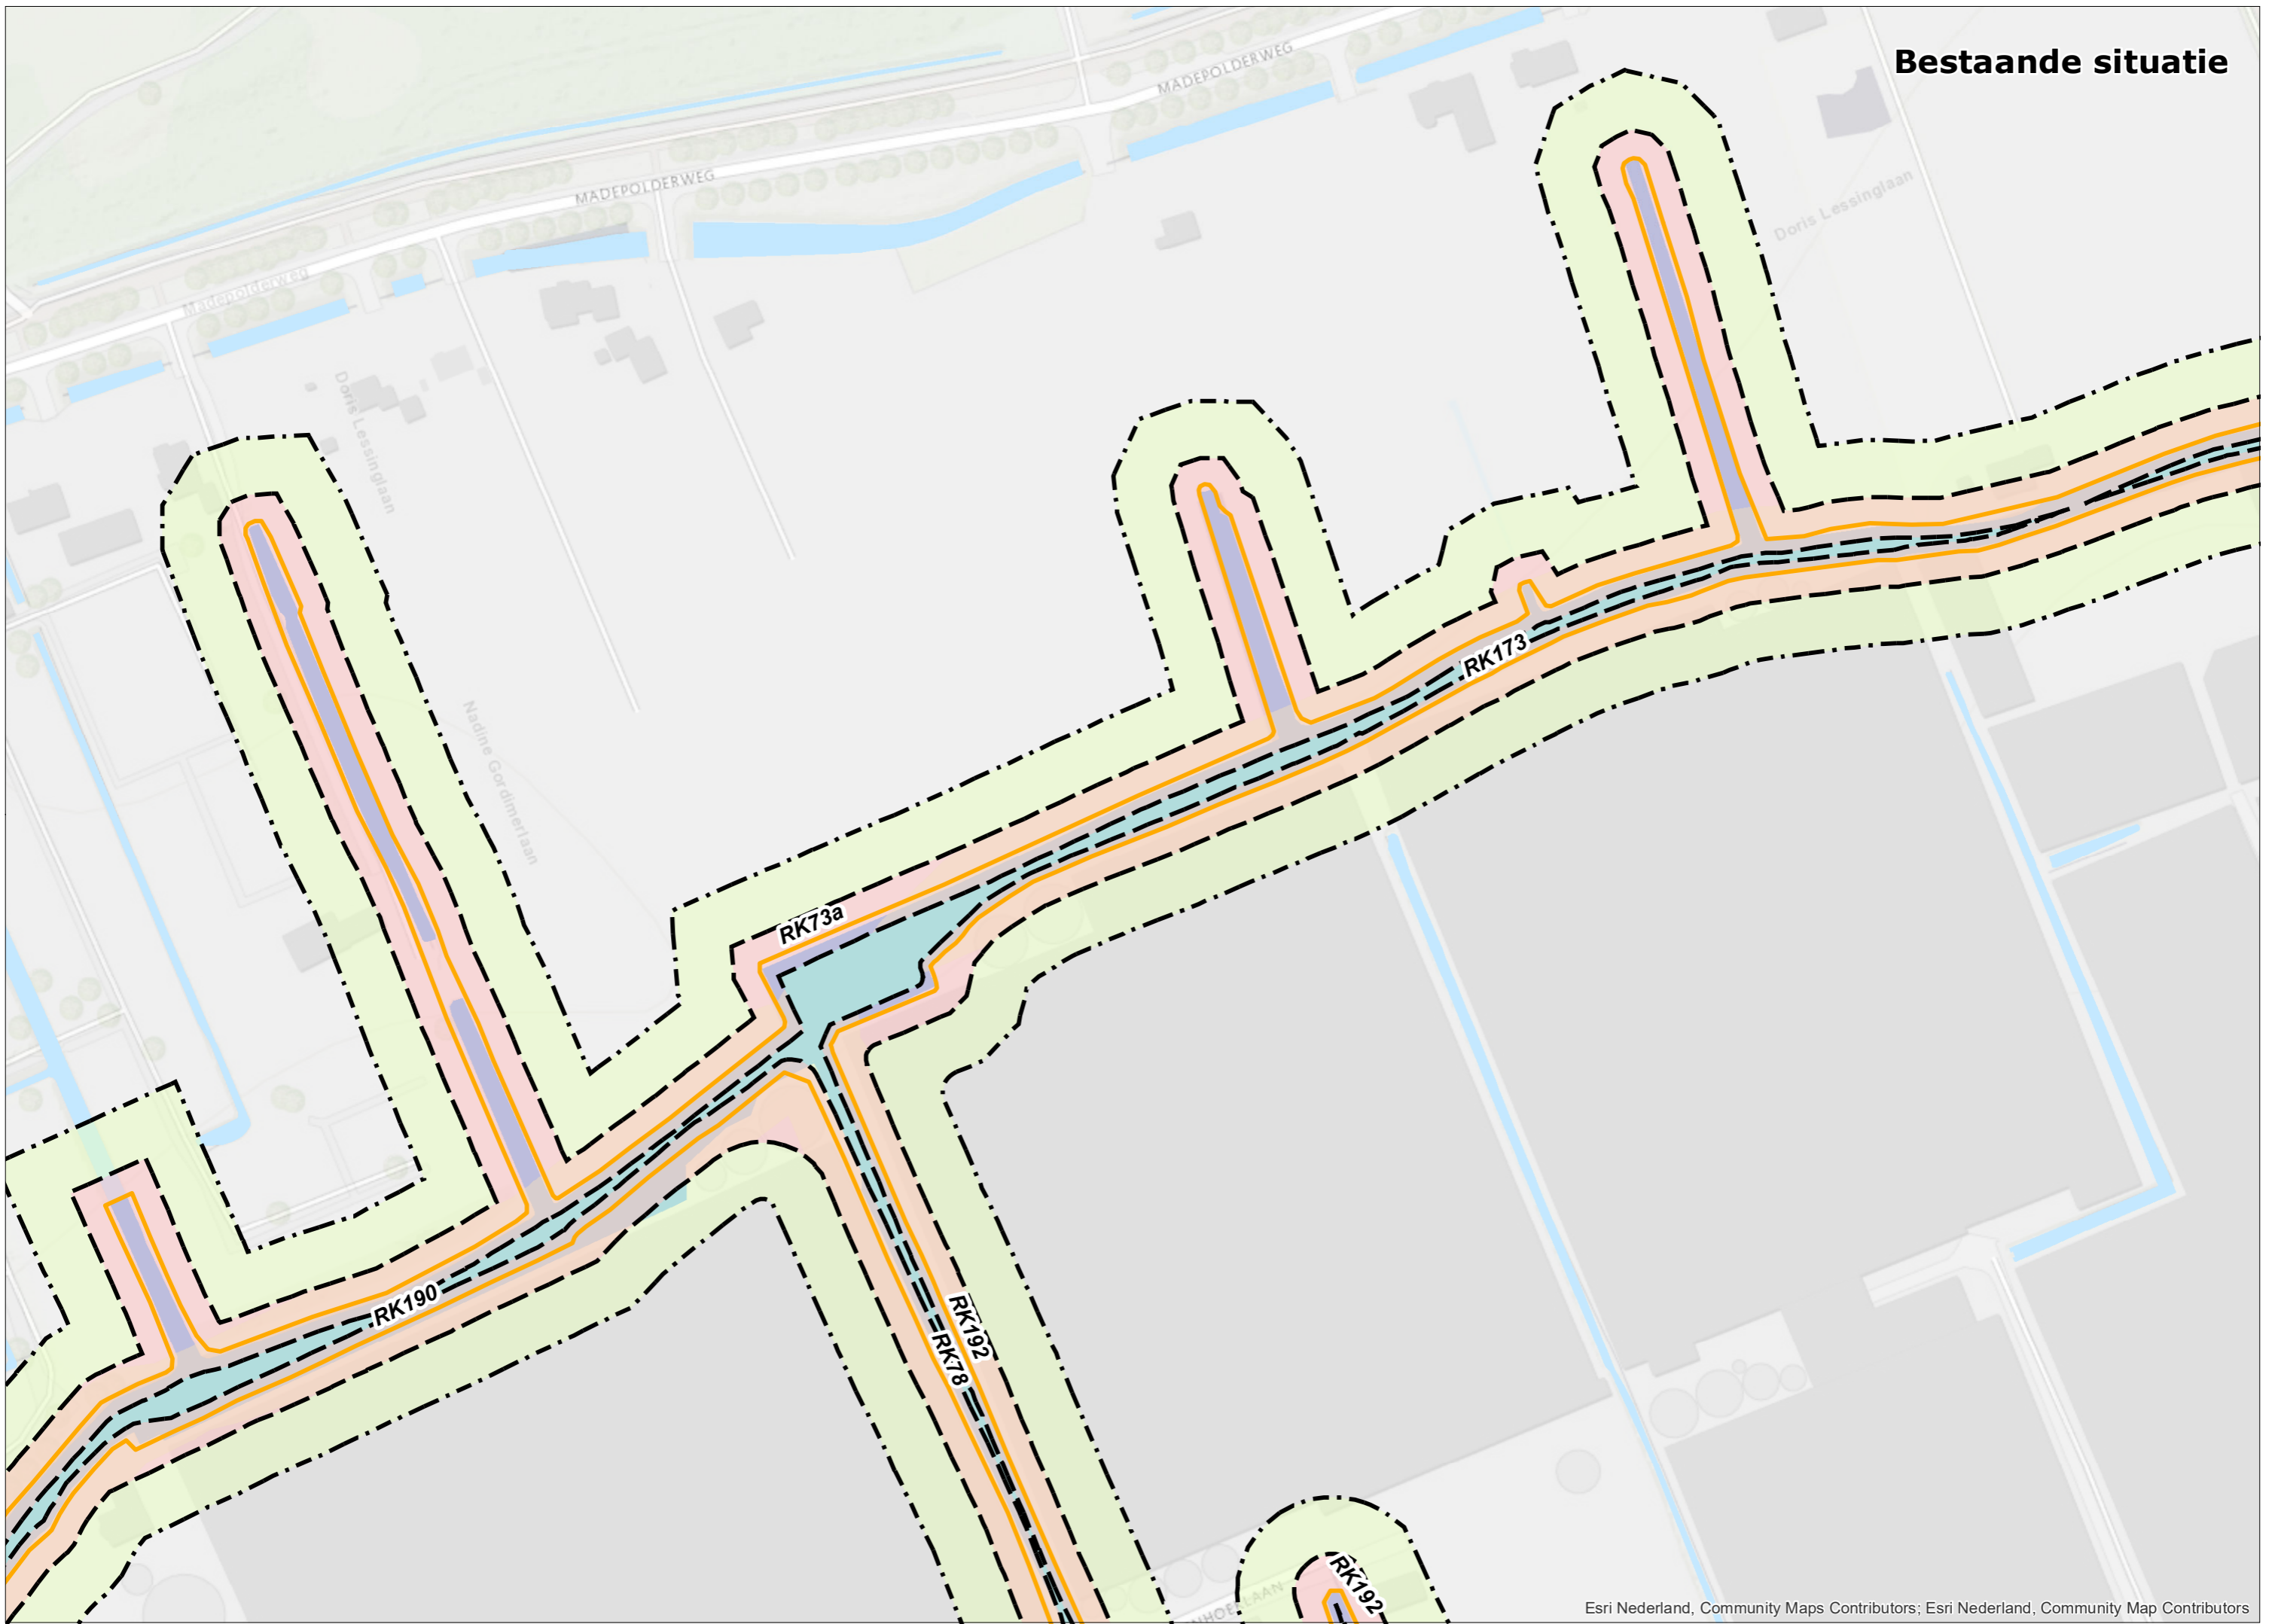 Bestaande situatie
MADEPOLDERWEG
MADEPOLDERWEG
Madepolderweg
Doris Lessinglaan
Doris Lessinglaan
Nadine Gordimerlaan
RK173
RK73a
RK190
RK192
RK78
RK192
Esri Nederland, Community Maps Contributors; Esri Nederland, Community Map Contributors